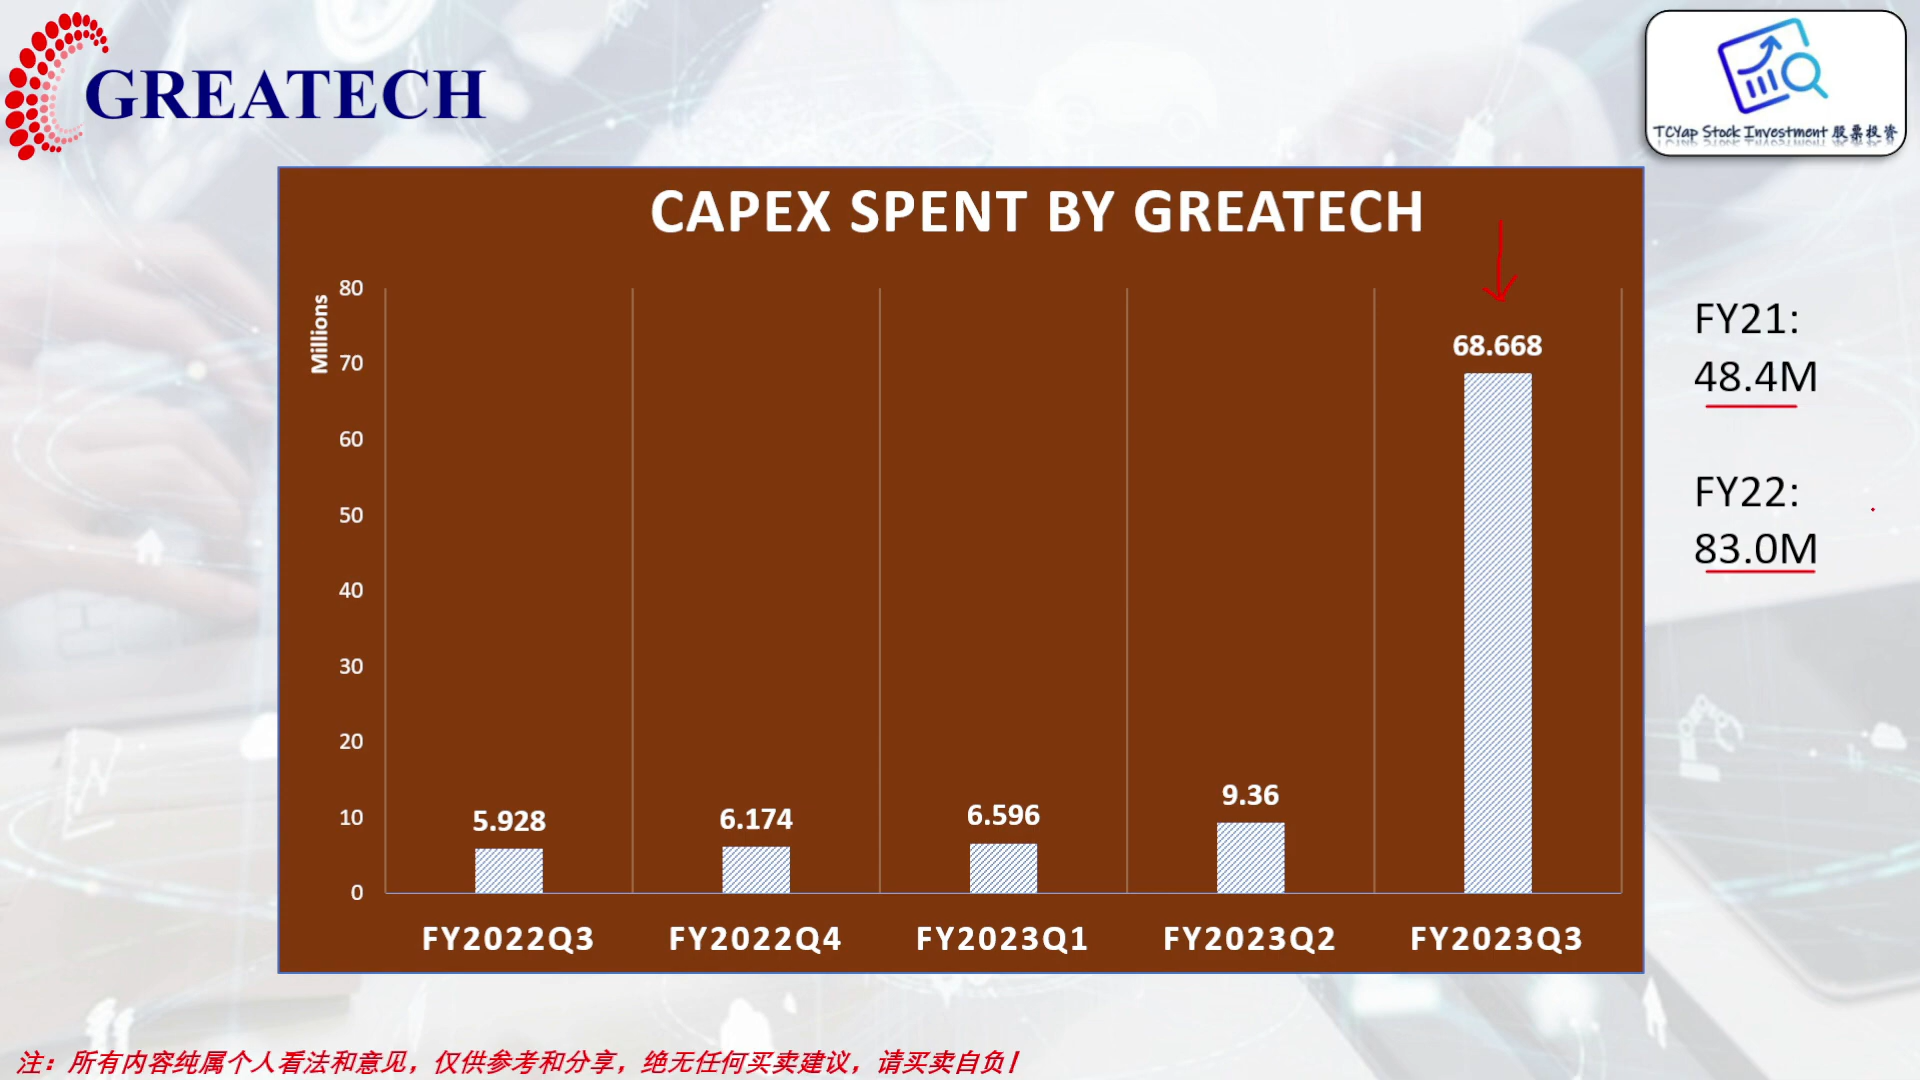 GREATECH
TCYap Stock Investment 股票投资
CAPEX SPENT BY GREATECH
Millions
80
70
60
50
40
30
20
10
0
5.928
6.174
6.596
9.36
68.668
FY2022Q3
FY2022Q4
FY2023Q1
FY2023Q2
FY2023Q3
FY21:
48.4M
FY22:
83.0M
注：所有内容纯属个人看法和意见，仅供参考和分享，绝无任何买卖建议，请买卖自负！